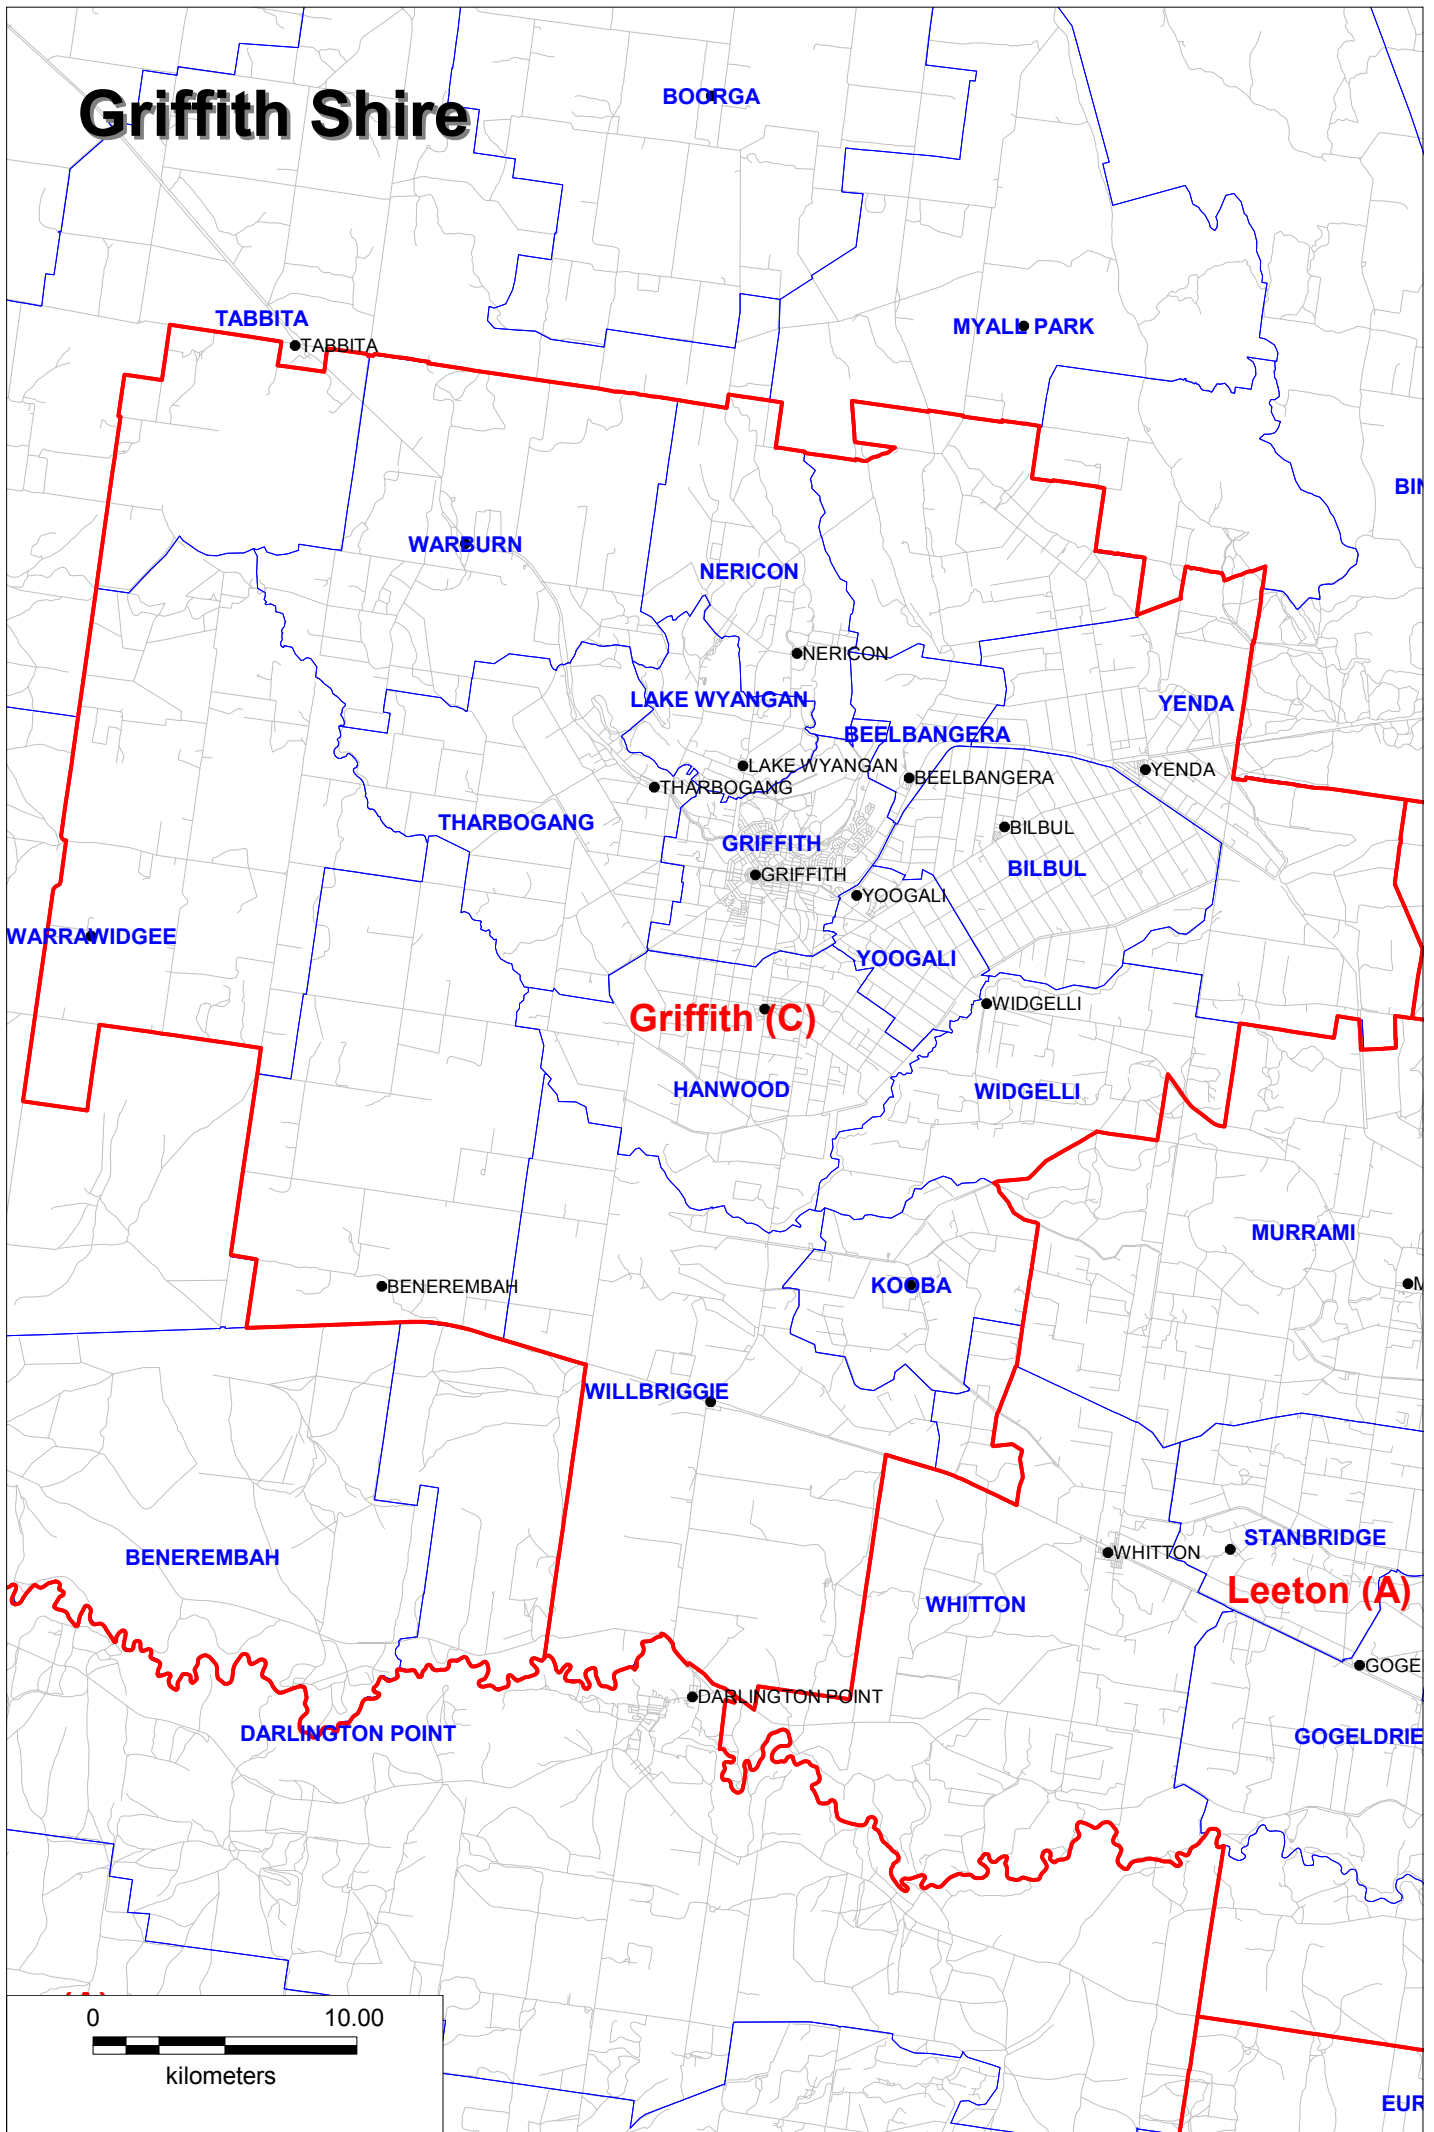 Griffith Shire
BOORGA
TABBITA
TABBITA
MYALL PARK
BIN
WARBURN
NERICON
NERICON
LAKE WYANGAN
YENDA
BEELBANGERA
LAKE WYANGAN
BEELBANGERA
YENDA
THARBOGANG
THARBOGANG
BILBUL
GRIFFITH
BILBUL
GRIFFITH
YOOGALI
WARRAWIDGEE
YOOGALI
WIDGELLI
Griffith (C)
HANWOOD
WIDGELLI
MURRAMI
KOOBA
BENEREMBAH
M
WILLBRIGGIE
STANBRIDGE
WHITTON
BENEREMBAH
Leeton (A)
WHITTON
GOGE
DARLINGTON POINT
DARLINGTON POINT
GOGELDRIE
0 10.00
kilometers
EUR